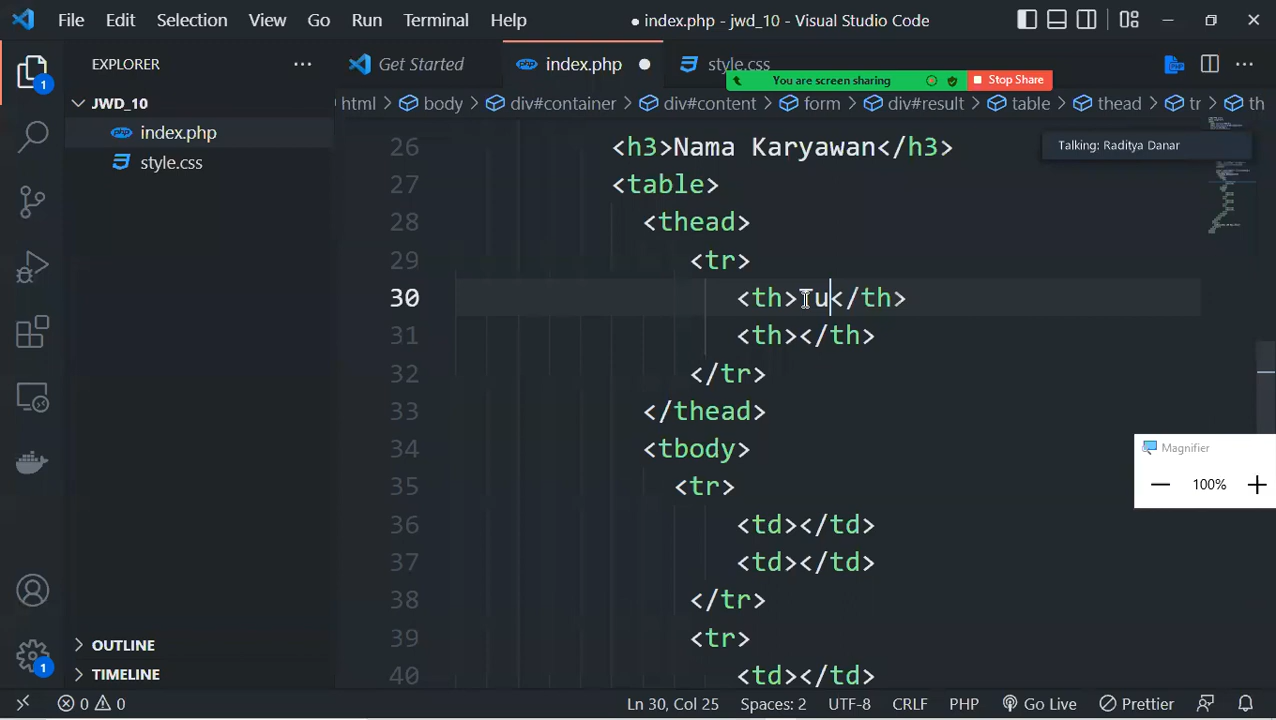 File Edit Selection View Go Run Terminal Help ● index.php - jwd_10 - Visual Studio Code
EXPLORER
Get Started index.php style.css
You are screen sharing Stop Share
JWD_10
index.php
style.css
html body div#container div#content form div#result table thead tr th
Talking: Raditya Danar
26 <h3>Nama Karyawan</h3>
27 <table>
28 <thead>
29 <tr>
30 <th>Tu</th>
31 <th></th>
32 </tr>
33 </thead>
34 <tbody>
35 <tr>
36 <td></td>
37 <td></td>
38 </tr>
39 <tr>
40 <td></td>
Magnifier
100%
1
1
OUTLINE
TIMELINE
0 0 Ln 30, Col 25 Spaces: 2 UTF-8 CRLF PHP Go Live Prettier